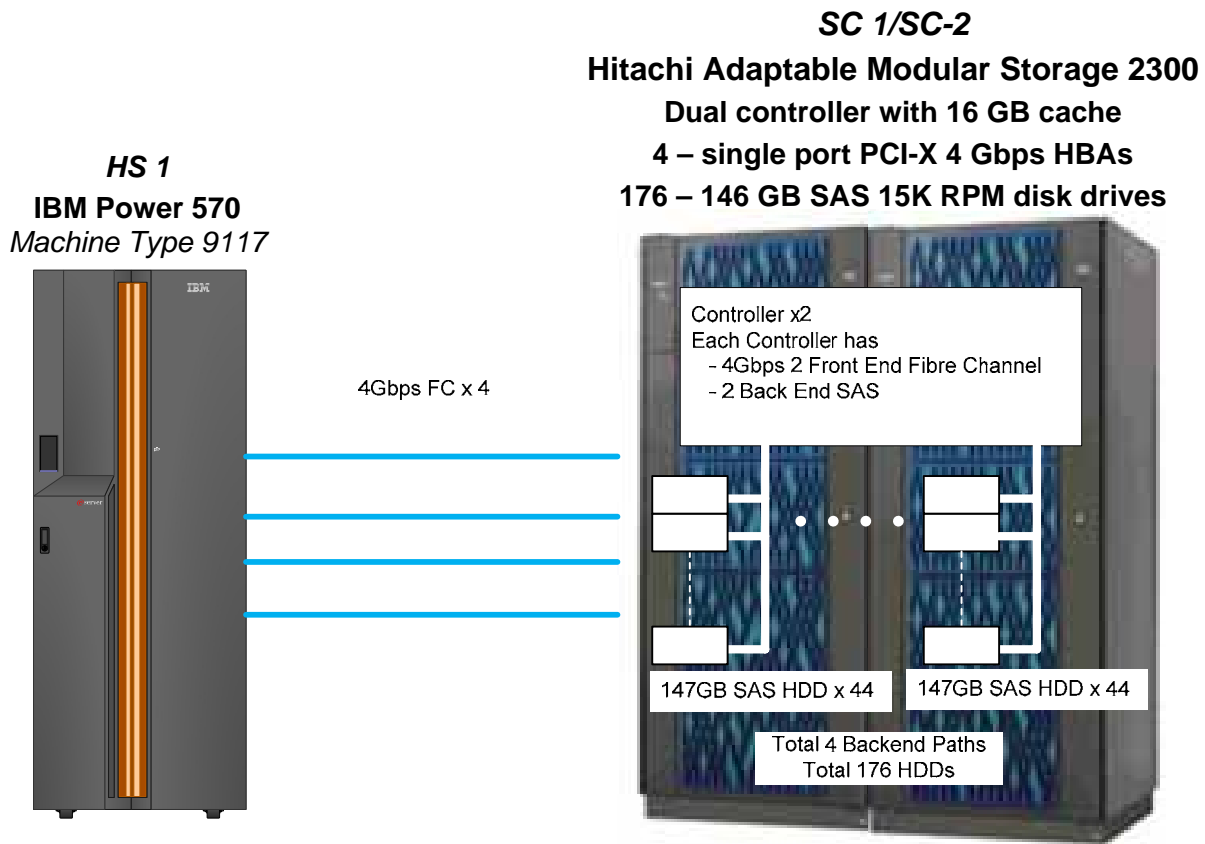 SC 1/SC-2
Hitachi Adaptable Modular Storage 2300
Dual controller with 16 GB cache
4 – single port PCI-X 4 Gbps HBAs
176 – 146 GB SAS 15K RPM disk drives
HS 1
IBM Power 570
Machine Type 9117
IBM
server
4Gbps FC x 4
Controller x2
Each Controller has
- 4Gbps 2 Front End Fibre Channel
- 2 Back End SAS
147GB SAS HDD x 44
147GB SAS HDD x 44
Total 4 Backend Paths
Total 176 HDDs